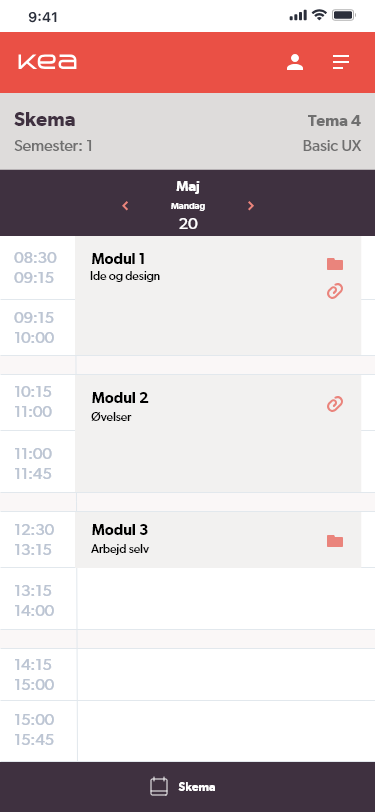 9:41
kea
Skema
Tema 4
Semester: 1
Basic UX
Maj
Mandag
20
08:30
09:15
Modul 1
Ide og design
09:15
10:00
10:15
11:00
Modul 2
Øvelser
11:00
11:45
12:30
13:15
Modul 3
Arbejd selv
13:15
14:00
14:15
15:00
15:00
15:45
Skema